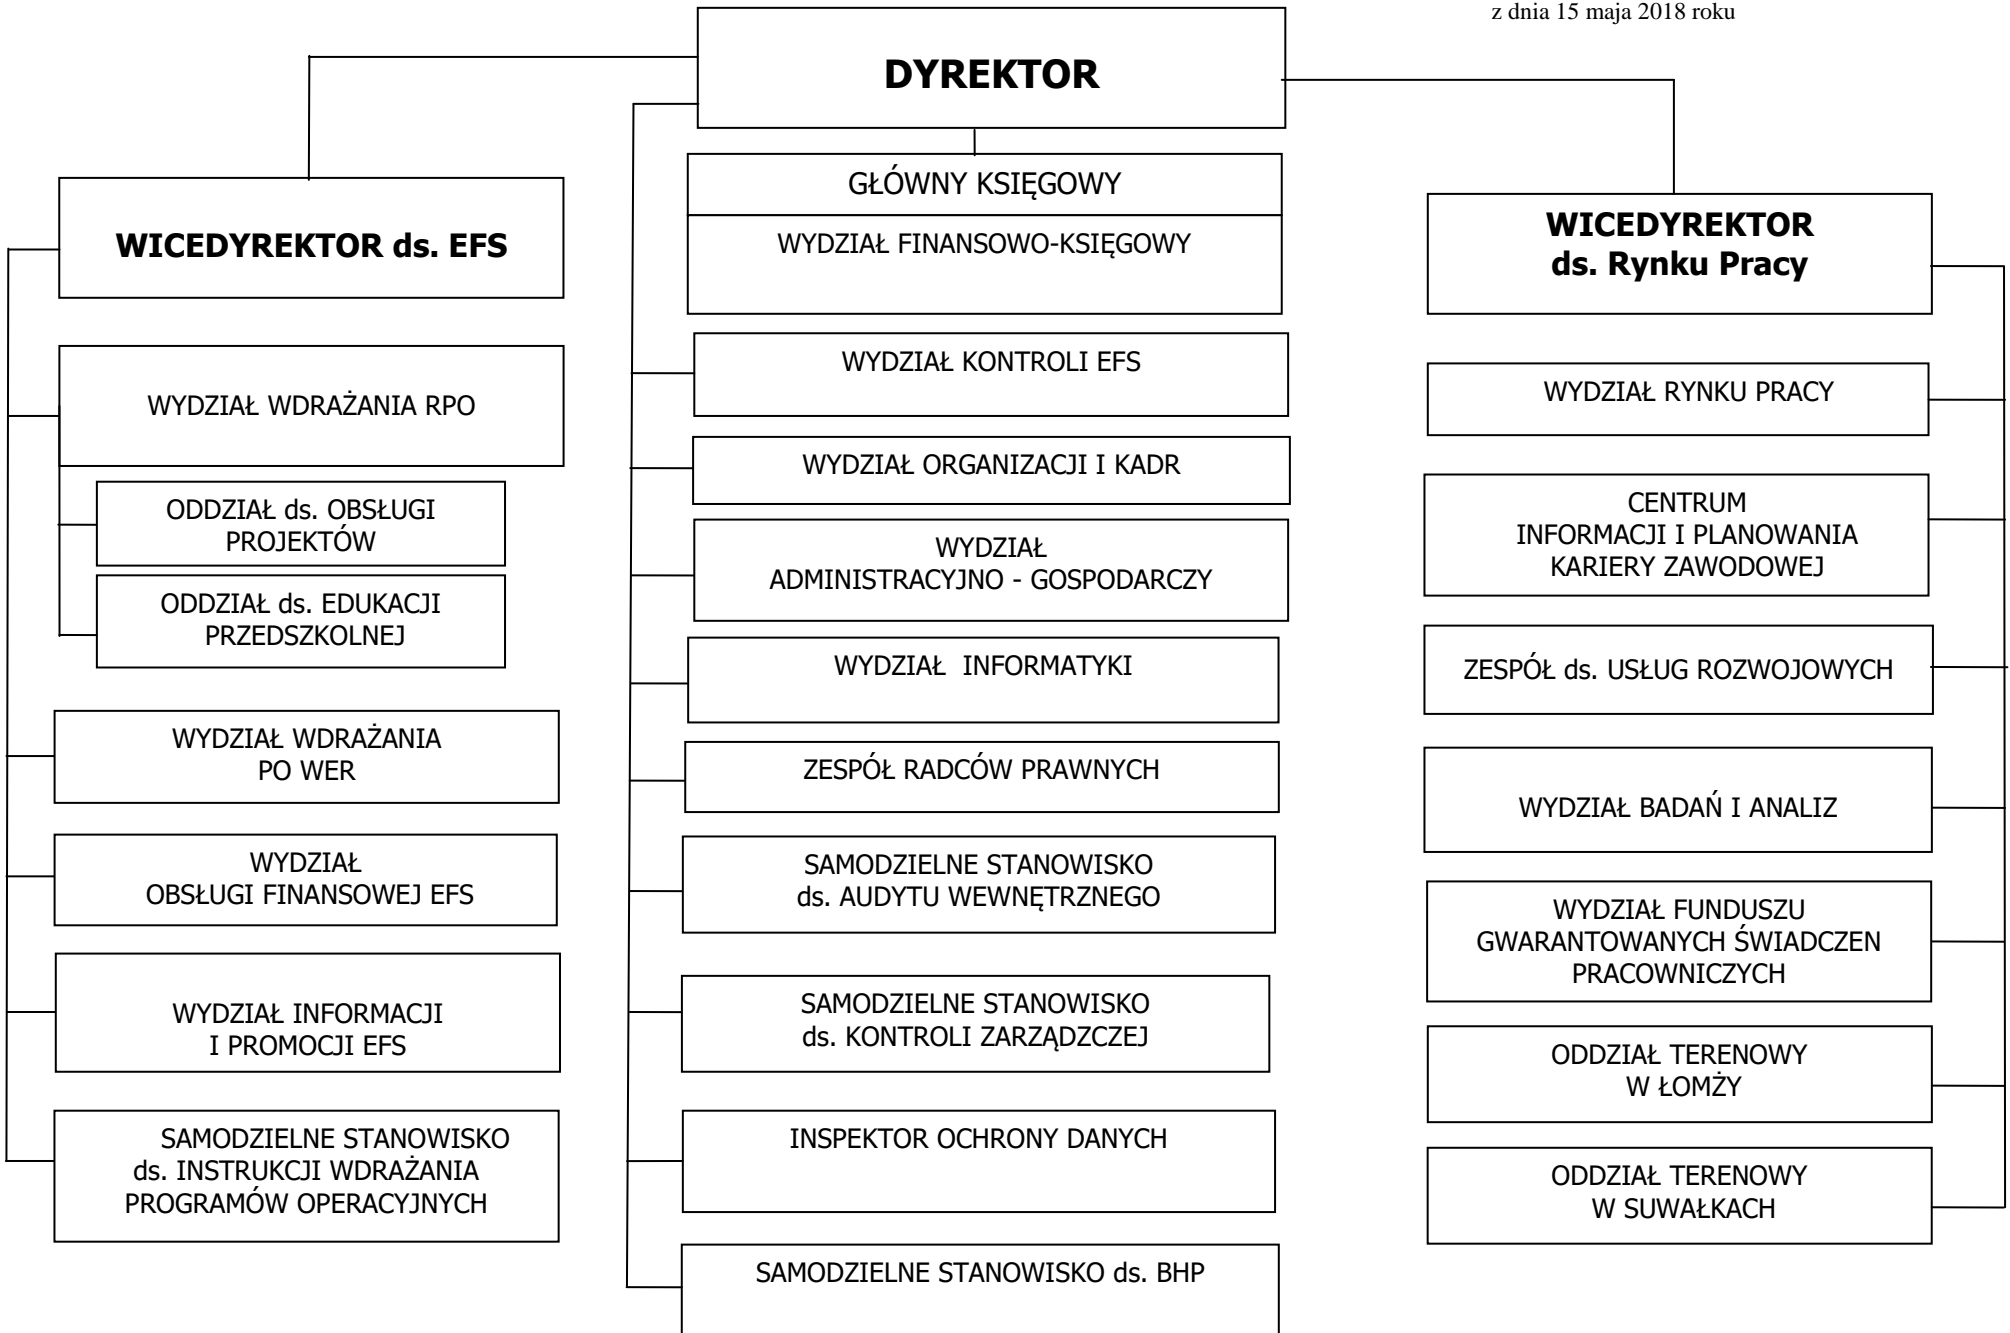 z dnia 15 maja 2018 roku
DYREKTOR
WICEDYREKTOR ds. EFS
WYDZIAŁ WDRAŻANIA RPO
ODDZIAŁ ds. OBSŁUGI
PROJEKTÓW
ODDZIAŁ ds. EDUKACJI
PRZEDSZKOLNEJ
WYDZIAŁ WDRAŻANIA
PO WER
WYDZIAŁ
OBSŁUGI FINANSOWEJ EFS
WYDZIAŁ INFORMACJI
I PROMOCJI EFS
SAMODZIELNE STANOWISKO
ds. INSTRUKCJI WDRAŻANIA
PROGRAMÓW OPERACYJNYCH
GŁÓWNY KSIĘGOWY
WYDZIAŁ FINANSOWO-KSIĘGOWY
WYDZIAŁ KONTROLI EFS
WYDZIAŁ ORGANIZACJI I KADR
WYDZIAŁ
ADMINISTRACYJNO - GOSPODARCZY
WYDZIAŁ  INFORMATYKI
ZESPÓŁ RADCÓW PRAWNYCH
SAMODZIELNE STANOWISKO
ds. AUDYTU WEWNĘTRZNEGO
SAMODZIELNE STANOWISKO
ds. KONTROLI ZARZĄDZCZEJ
INSPEKTOR OCHRONY DANYCH
SAMODZIELNE STANOWISKO ds. BHP
WICEDYREKTOR
ds. Rynku Pracy
WYDZIAŁ RYNKU PRACY
CENTRUM
INFORMACJI I PLANOWANIA
KARIERY ZAWODOWEJ
ZESPÓŁ ds. USŁUG ROZWOJOWYCH
WYDZIAŁ BADAŃ I ANALIZ
WYDZIAŁ FUNDUSZU
GWARANTOWANYCH ŚWIADCZEN
PRACOWNICZYCH
ODDZIAŁ TERENOWY
W ŁOMŻY
ODDZIAŁ TERENOWY
W SUWAŁKACH